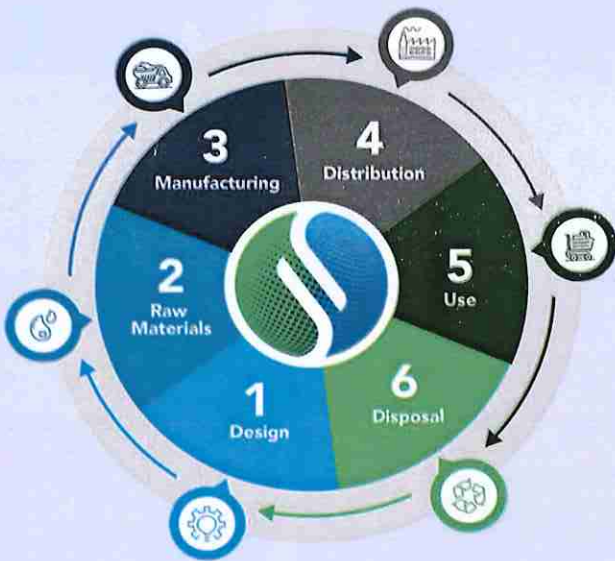 1
Design
2
Raw
Materials
3
Manufacturing
4
Distribution
5
Use
6
Disposal